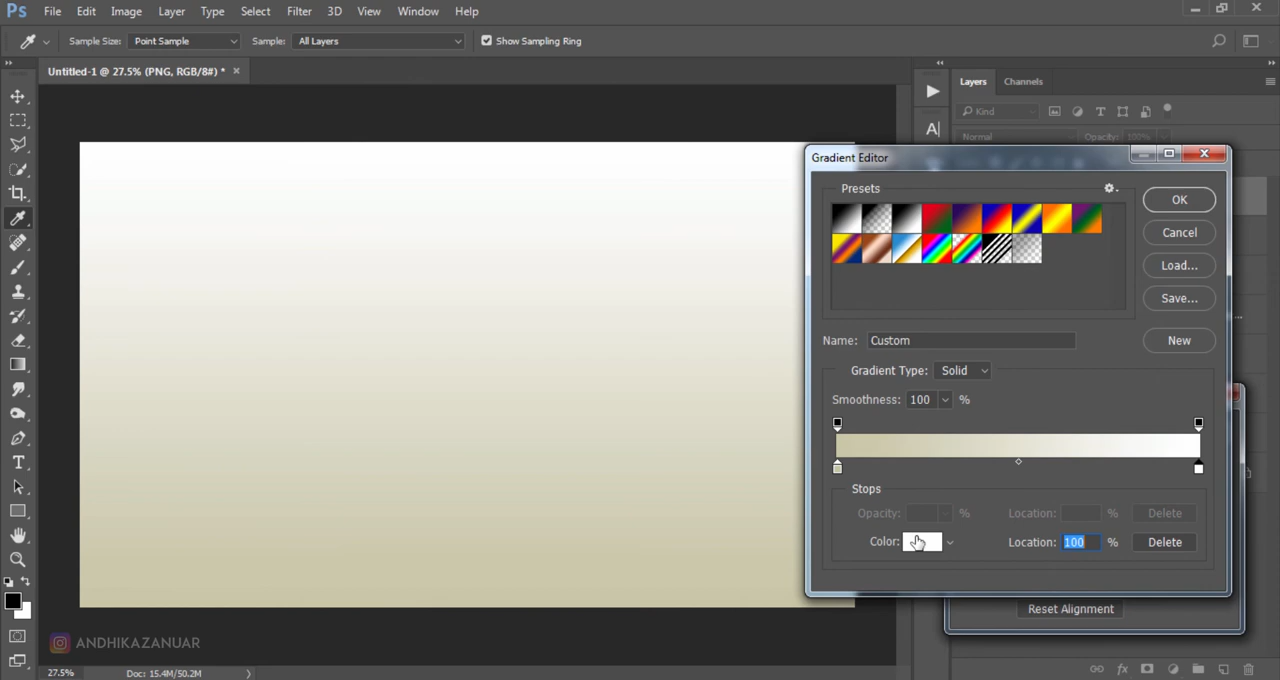 Ps File Edit Image Layer Type Select Filter 3D View Window Help
Sample Size: Point Sample Sample: All Layers Show Sampling Ring
Untitled-1 @ 27.5% (PNG, RGB/8#) * ×
Layers Channels
Kind
Normal Opacity: 100%
Gradient Editor
Presets
OK
Cancel
Load...
Save...
Name: Custom
New
Gradient Type: Solid
Smoothness: 100 %
Stops
Opacity: % Location: % Delete
Color: Location: 100 % Delete
Reset Alignment
ANDHIKAZANUAR
27.5% Doc: 15.4M/50.2M